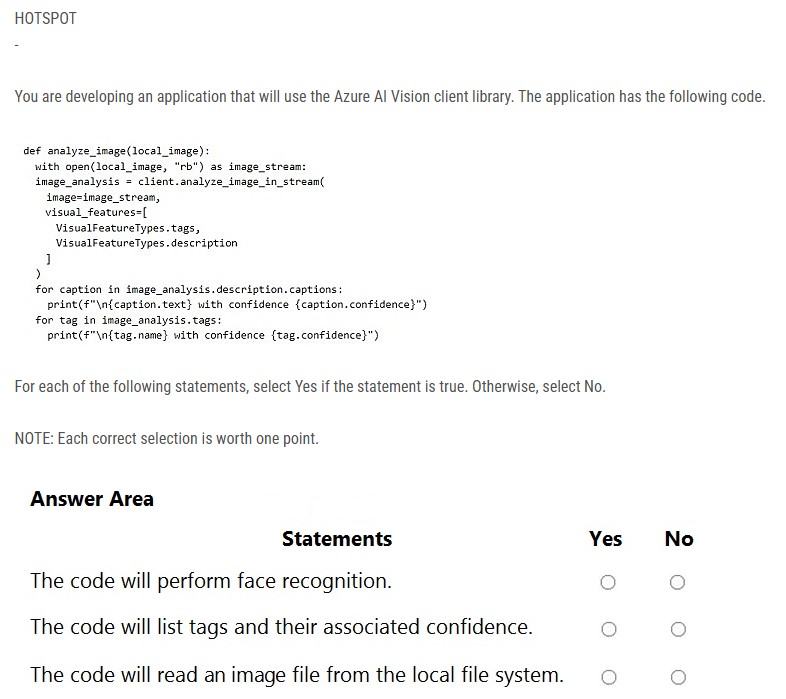 HOTSPOT
-
You are developing an application that will use the Azure AI Vision client library. The application has the following code.
def analyze_image(local_image):
with open(local_image, "rb") as image_stream:
image_analysis = client.analyze_image_in_stream(
image=image_stream,
visual_features=[
VisualFeatureTypes.tags,
VisualFeatureTypes.description
]
)
for caption in image_analysis.description.captions:
print(f"\n{caption.text} with confidence {caption.confidence}")
for tag in image_analysis.tags:
print(f"\n{tag.name} with confidence {tag.confidence}")
For each of the following statements, select Yes if the statement is true. Otherwise, select No.
NOTE: Each correct selection is worth one point.
Answer Area
Statements Yes No
The code will perform face recognition.
The code will list tags and their associated confidence.
The code will read an image file from the local file system.